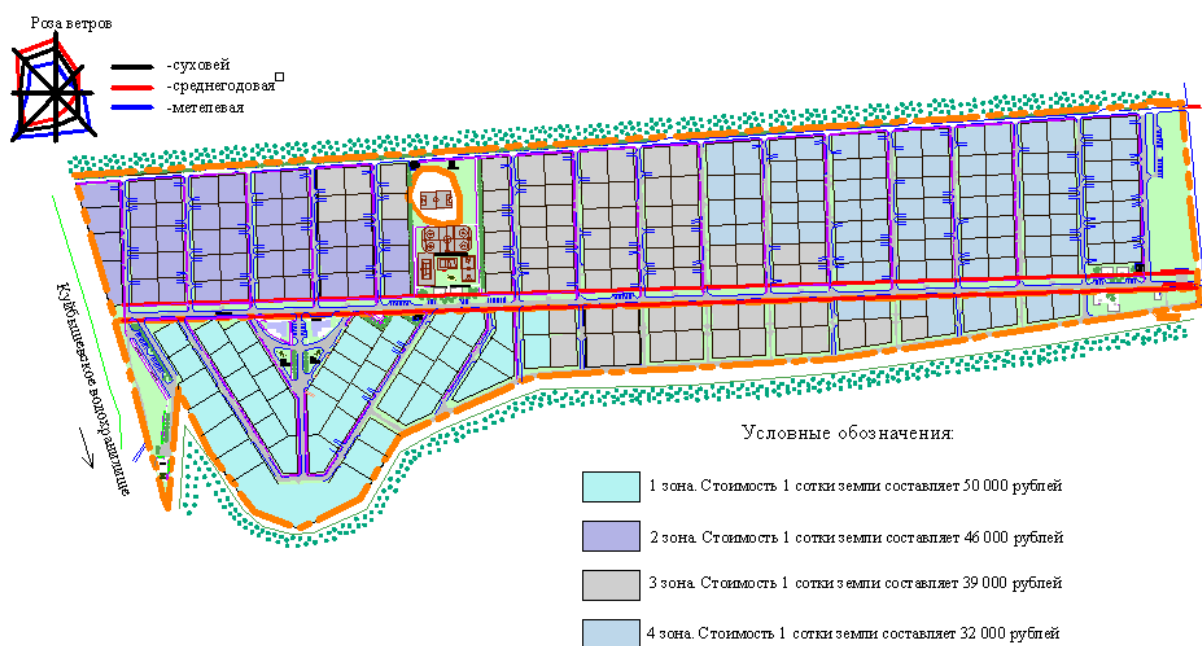 Роза ветров
-суховей
-среднегодовая
-метелевая
Куйбышевское водохранилище
Условные обозначения:
1 зона. Стоимость 1 сотки земли составляет 50 000 рублей
2 зона. Стоимость 1 сотки земли составляет 46 000 рублей
3 зона. Стоимость 1 сотки земли составляет 39 000 рублей
4 зона. Стоимость 1 сотки земли составляет 32 000 рублей